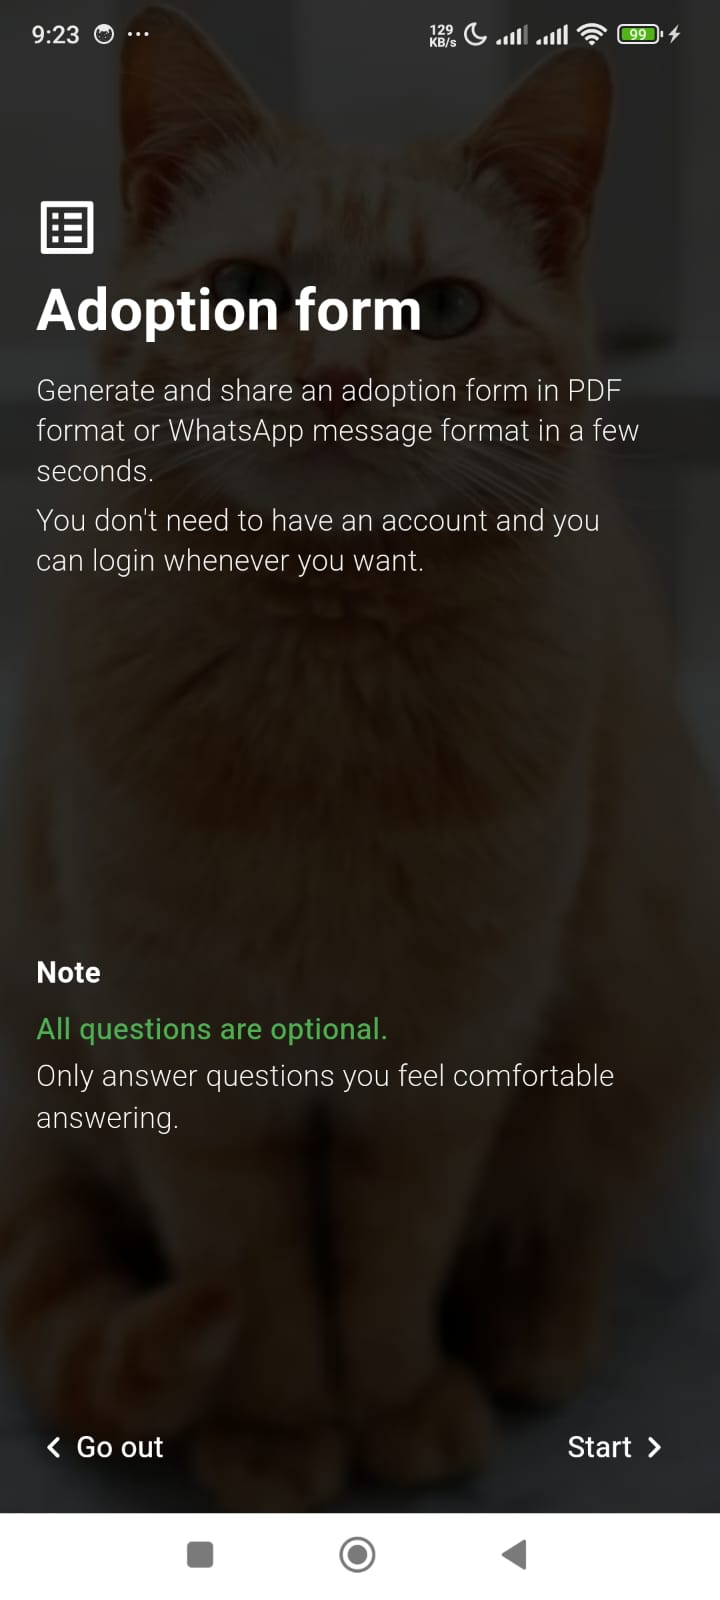 9:23
129
KB/s
99
Adoption form
Generate and share an adoption form in PDF
format or WhatsApp message format in a few
seconds.
You don't need to have an account and you
can login whenever you want.
Note
All questions are optional.
Only answer questions you feel comfortable
answering.
Go out
Start